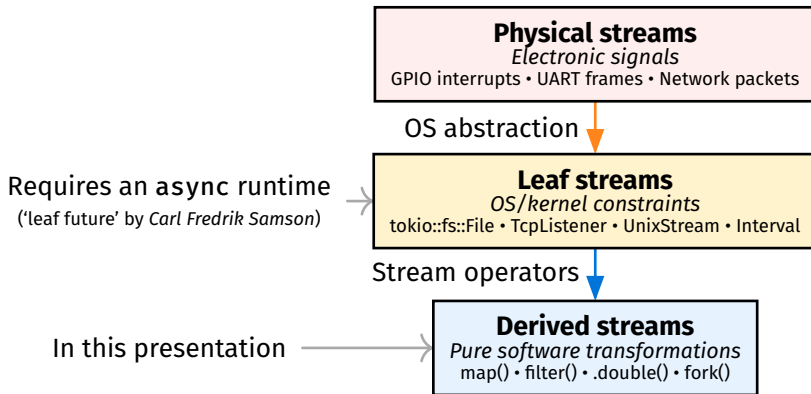 Physical streams
Electronic signals
GPIO interrupts • UART frames • Network packets
OS abstraction
Requires an async runtime
(‘leaf future’ by Carl Fredrik Samson)
Leaf streams
OS/kernel constraints
tokio::fs::File • TcpListener • UnixStream • Interval
Stream operators
In this presentation
Derived streams
Pure software transformations
map() • filter() • .double() • fork()